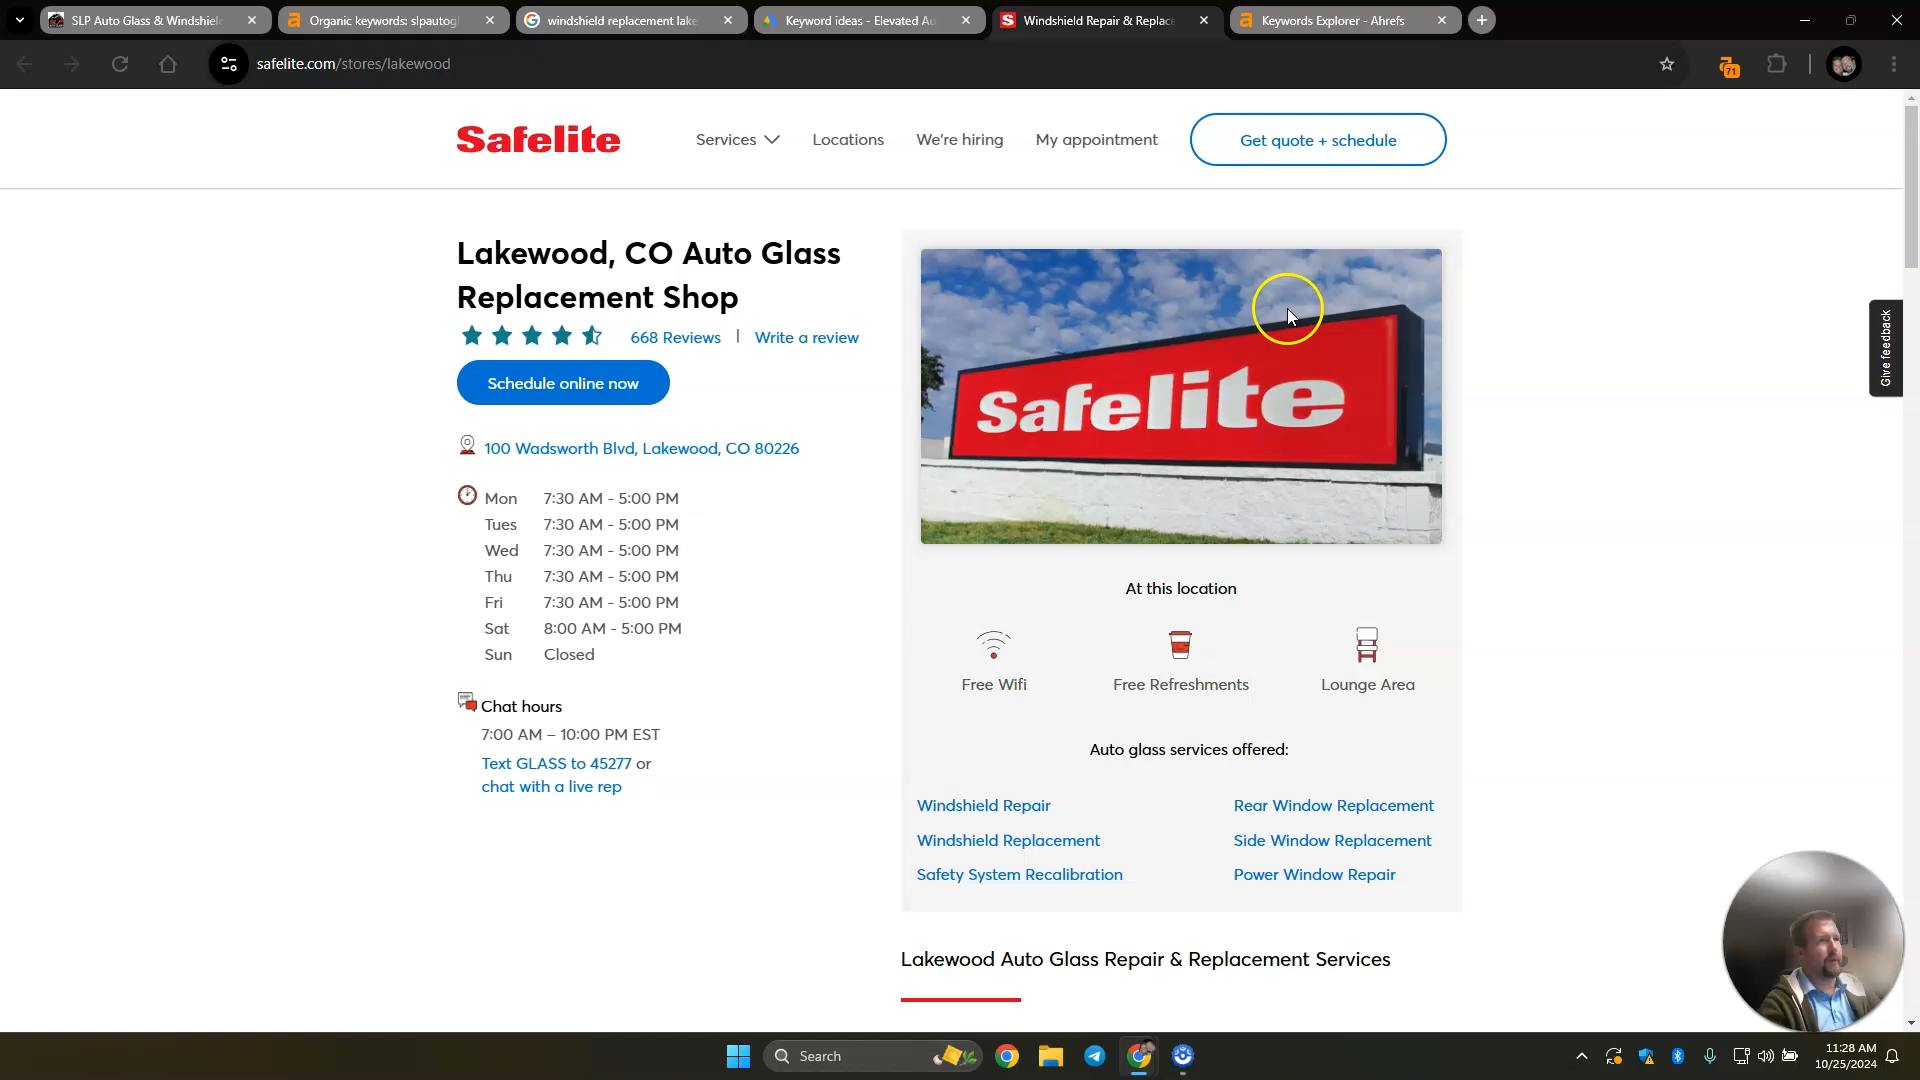 SLP Auto Glass & Windshiel
Organic keywords: slpautogl
windshield replacement lake
Keyword ideas - Elevated Au
Windshield Repair & Replace
Keywords Explorer - Ahrefs
safelite.com/stores/lakewood
71
Safelite
Services
Locations
We're hiring
My appointment
Get quote + schedule
Lakewood, CO Auto Glass
Replacement Shop
668 Reviews | Write a review
Schedule online now
100 Wadsworth Blvd, Lakewood, CO 80226
Mon 7:30 AM - 5:00 PM
Tues 7:30 AM - 5:00 PM
Wed 7:30 AM - 5:00 PM
Thu 7:30 AM - 5:00 PM
Fri 7:30 AM - 5:00 PM
Sat 8:00 AM - 5:00 PM
Sun Closed
Chat hours
7:00 AM – 10:00 PM EST
Text GLASS to 45277 or
chat with a live rep
Safelite
At this location
Free Wifi
Free Refreshments
Lounge Area
Auto glass services offered:
Windshield Repair
Rear Window Replacement
Windshield Replacement
Side Window Replacement
Safety System Recalibration
Power Window Repair
Lakewood Auto Glass Repair & Replacement Services
Give feedback
Search
11:28 AM
10/25/2024